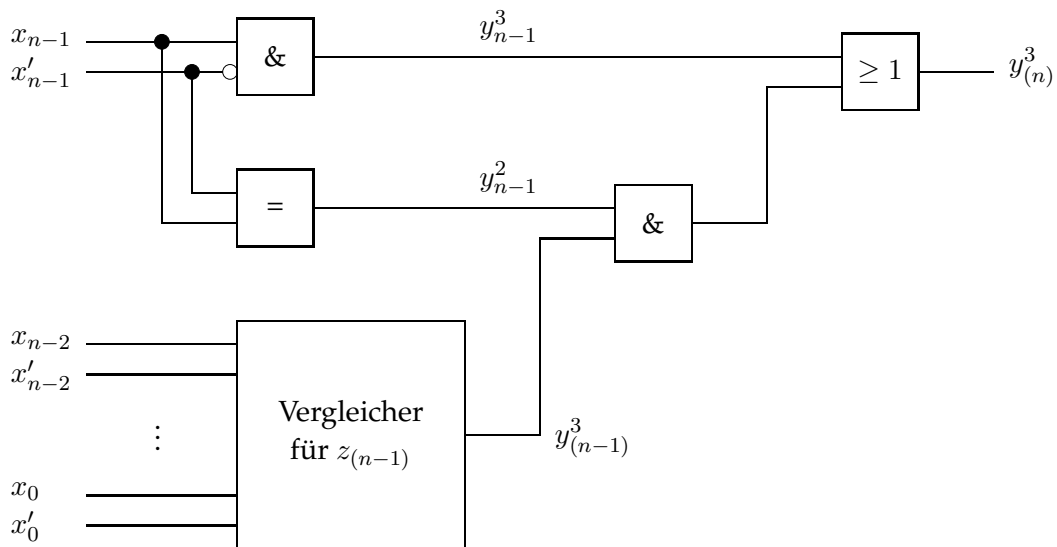 x_{n-1}
x'_{n-1}
&
y^3_{n-1}
≥ 1
y^3_{(n)}
=
y^2_{n-1}
&
x_{n-2}
x'_{n-2}
⋮
x_0
x'_0
Vergleicher
für z_{(n-1)}
y^3_{(n-1)}